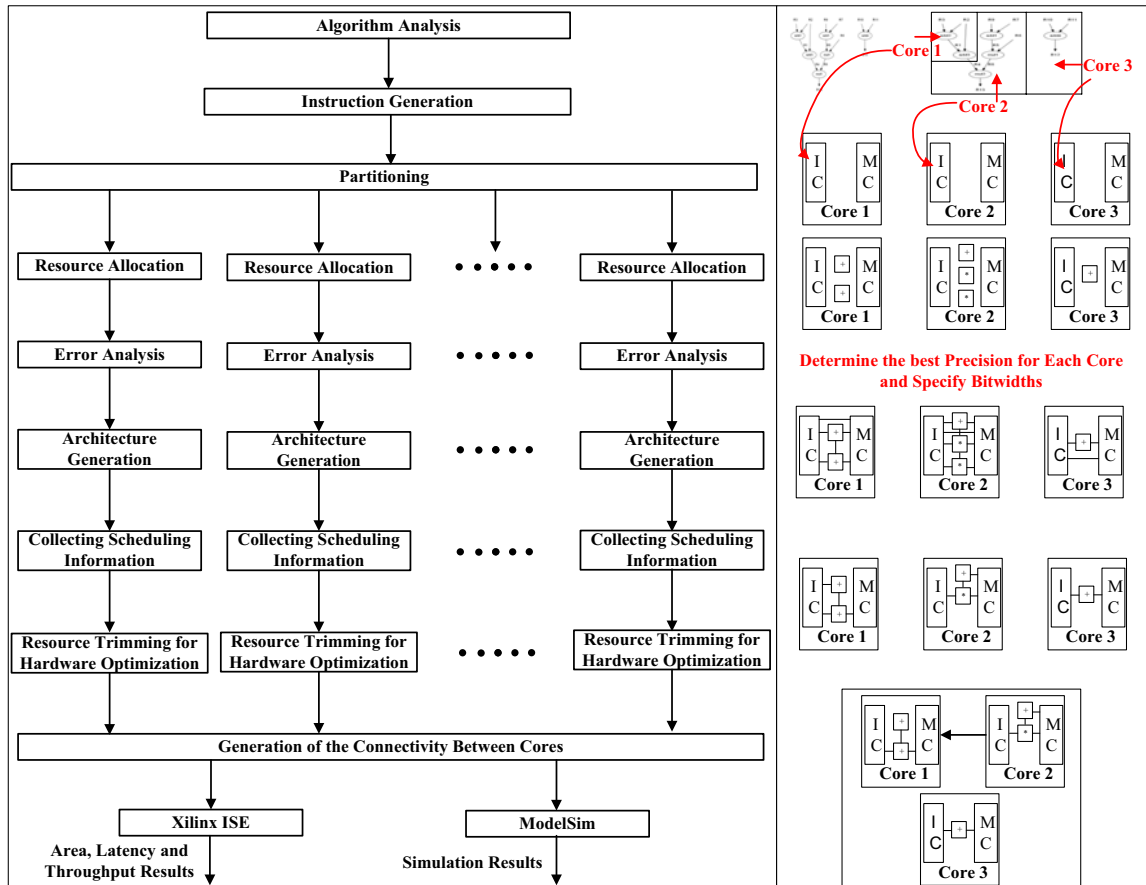 Algorithm Analysis
Instruction Generation
Partitioning
Resource Allocation
Resource Allocation
Resource Allocation
Error Analysis
Error Analysis
Error Analysis
Architecture
Generation
Architecture
Generation
Architecture
Generation
Collecting Scheduling
Information
Collecting Scheduling
Information
Collecting Scheduling
Information
Resource Trimming for
Hardware Optimization
Resource Trimming for
Hardware Optimization
Resource Trimming for
Hardware Optimization
Generation of the Connectivity Between Cores
Xilinx ISE
ModelSim
Area, Latency and
Throughput Results
Simulation Results
Core 1
Core 2
Core 3
I C
M C
Core 1
I C
M C
Core 2
I C
M C
Core 3
I C
+
+
M C
Core 1
I C
+
*
*
M C
Core 2
I C
+
M C
Core 3
Determine the best Precision for Each Core
and Specify Bitwidths
I C
+
+
M C
Core 1
I C
+
*
*
M C
Core 2
I C
+
M C
Core 3
I C
+
+
M C
Core 1
I C
+
*
M C
Core 2
I C
+
M C
Core 3
I C
+
+
M C
Core 1
I C
+
*
M C
Core 2
I C
+
M C
Core 3